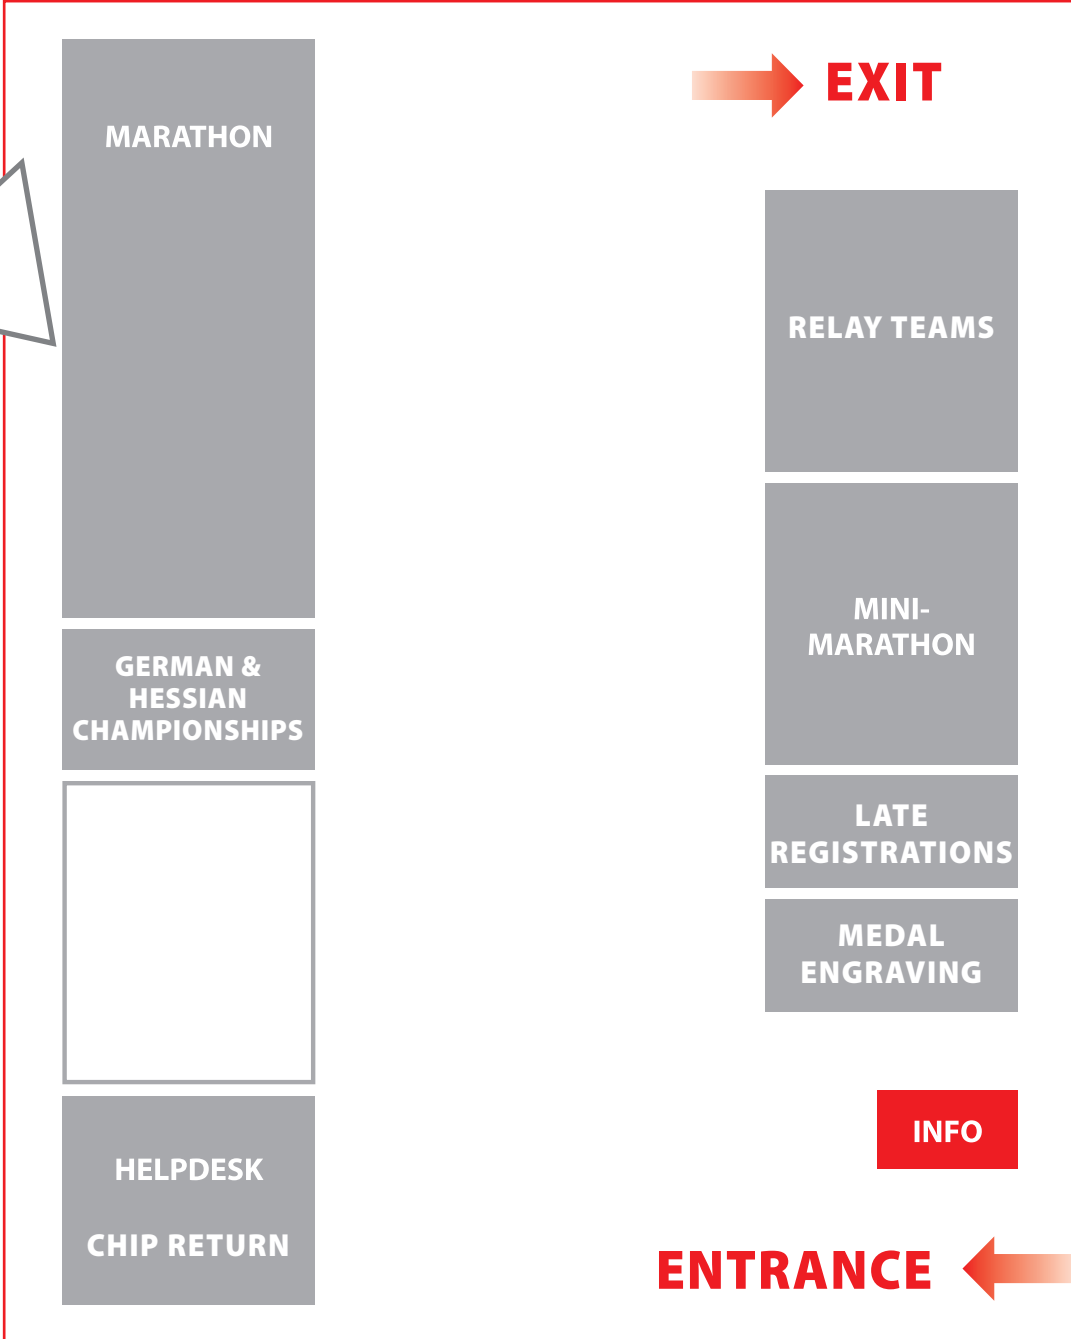 EXIT
MARATHON
RELAY TEAMS
MINI-
MARATHON
GERMAN &
HESSIAN
CHAMPIONSHIPS
LATE
REGISTRATIONS
MEDAL
ENGRAVING
INFO
HELPDESK
CHIP RETURN
ENTRANCE